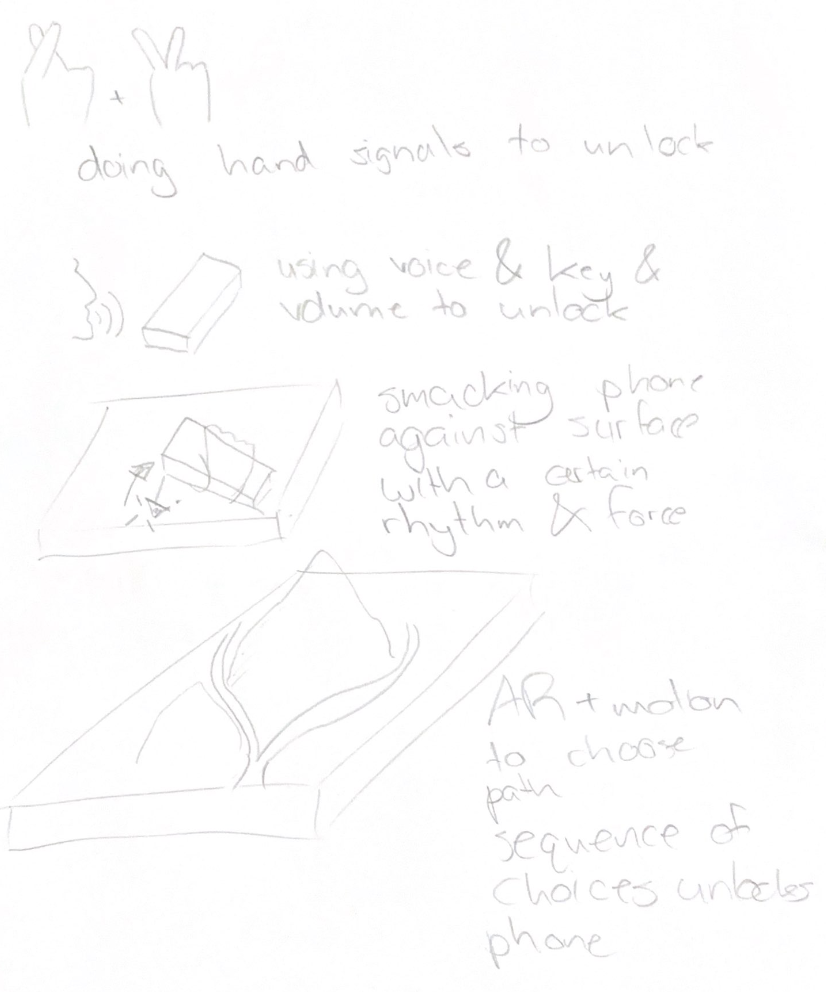 +
doing hand signals to unlock
using voice & key &
volume to unlock
smacking phone
against surface
with a certain
rhythm & force
AR + motion
to choose
path
sequence of
choices unlocks
phone